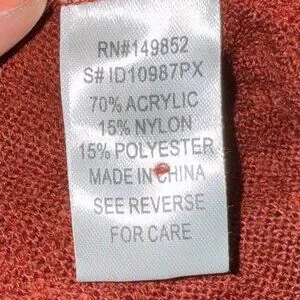 RN#149852
S# ID10987PX
70% ACRYLIC
15% NYLON
15% POLYESTER
MADE IN CHINA
SEE REVERSE
FOR CARE